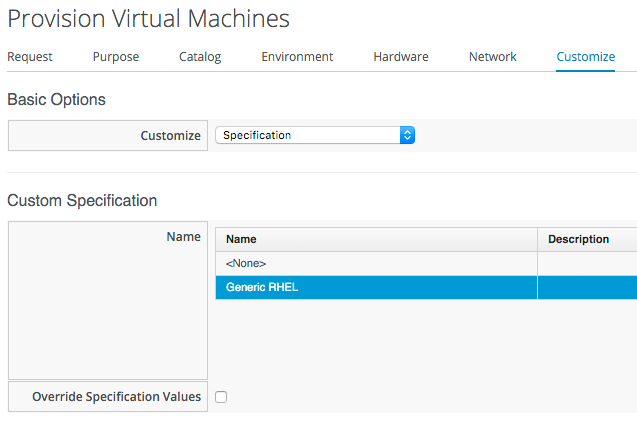 Provision Virtual Machines
Request Purpose Catalog Environment Hardware Network Customize
Basic Options
Customize Specification
Custom Specification
Name Name Description
<None>
Generic RHEL
Override Specification Values